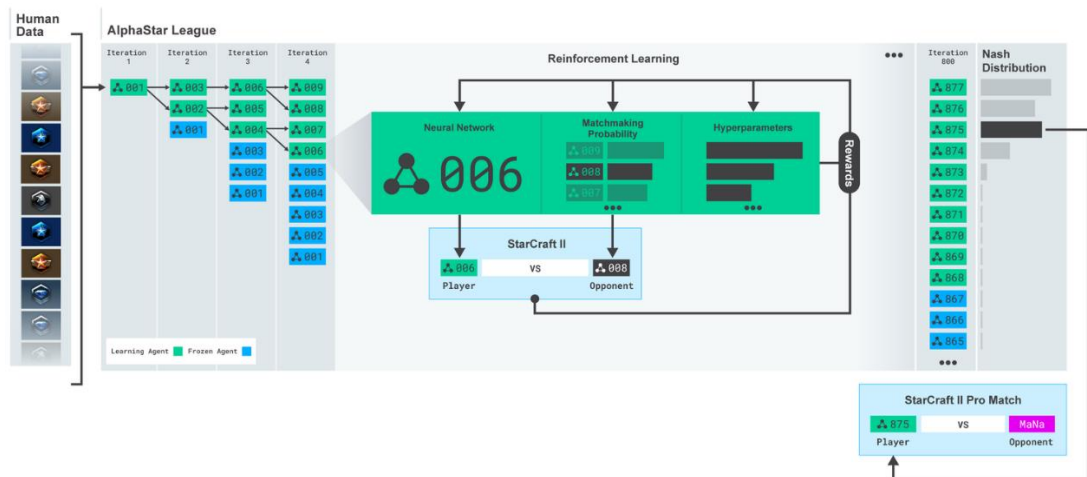 Human
Data
AlphaStar League
Iteration
1
001
Iteration
2
003
002
001
Iteration
3
006
005
004
003
002
001
Iteration
4
009
008
007
006
005
004
003
002
001
Learning Agent
Frozen Agent
Reinforcement Learning
•••
Neural Network
006
Matchmaking
Probability
009
008
007
•••
Hyperparameters
•••
Rewards
StarCraft II
006
VS
008
Player
Opponent
Iteration
800
877
876
875
874
873
872
871
870
869
868
867
866
865
•••
Nash
Distribution
StarCraft II Pro Match
875
VS
MaNa
Player
Opponent